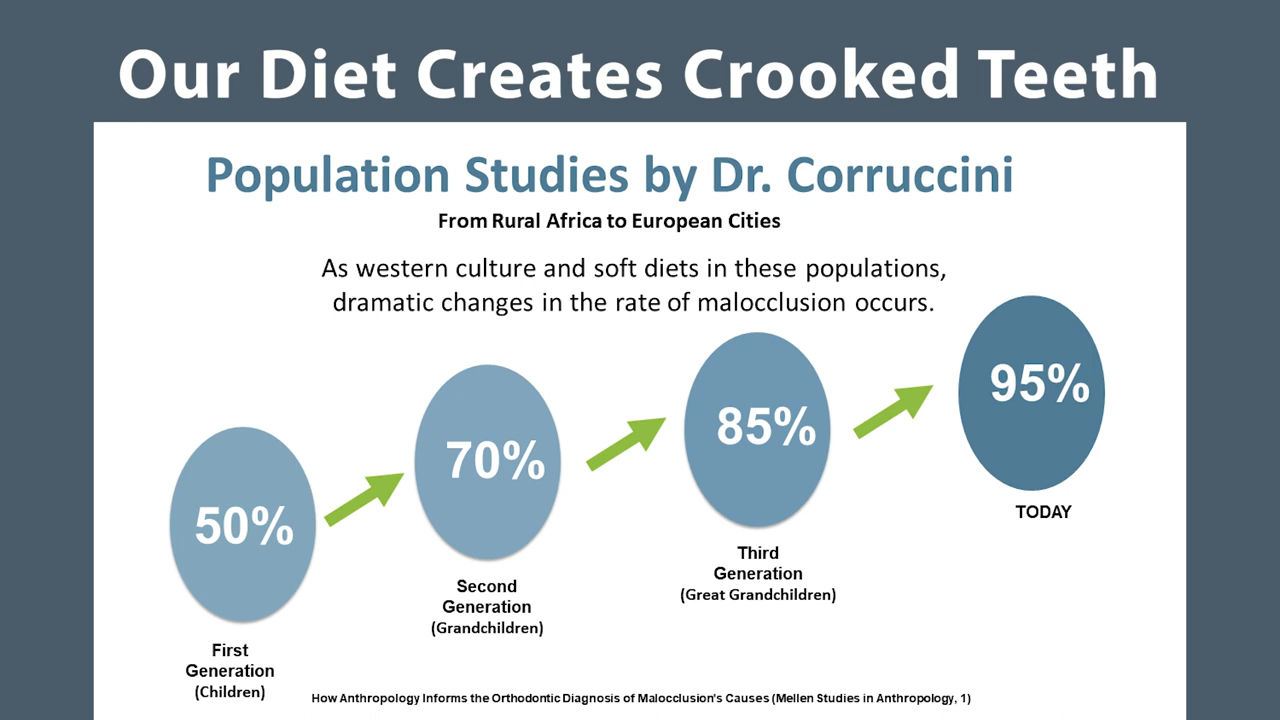 Our Diet Creates Crooked Teeth
Population Studies by Dr. Corruccini
From Rural Africa to European Cities
As western culture and soft diets in these populations,
dramatic changes in the rate of malocclusion occurs.
50%
First
Generation
(Children)
70%
Second
Generation
(Grandchildren)
85%
Third
Generation
(Great Grandchildren)
95%
TODAY
How Anthropology Informs the Orthodontic Diagnosis of Malocclusion's Causes (Mellen Studies in Anthropology, 1)